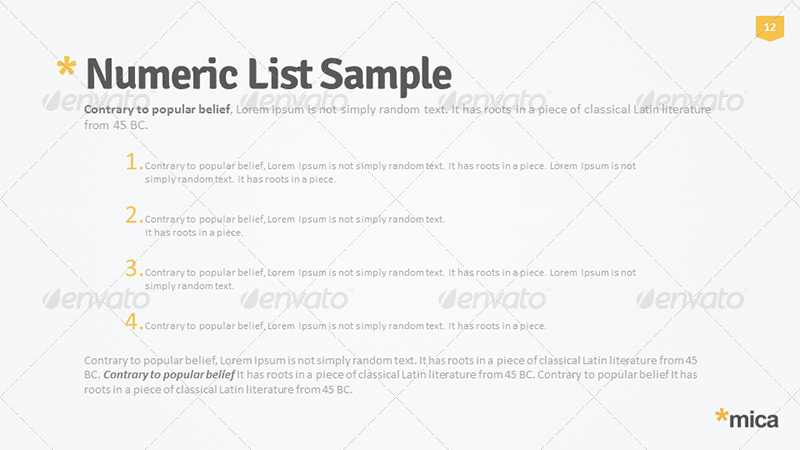 12
* Numeric List Sample
envato envato envato envato
Contrary to popular belief, Lorem Ipsum is not simply random text. It has roots in a piece of classical Latin literature
from 45 BC.
1. Contrary to popular belief, Lorem Ipsum is not simply random text. It has roots in a piece. Lorem Ipsum is not
simply random text. It has roots in a piece.
2. Contrary to popular belief, Lorem Ipsum is not simply random text.
It has roots in a piece.
3. Contrary to popular belief, Lorem Ipsum is not simply random text. It has roots in a piece. Lorem Ipsum is not
simply random text.
envato envato envato envato
4. Contrary to popular belief, Lorem Ipsum is not simply random text. It has roots in a piece.
Contrary to popular belief, Lorem Ipsum is not simply random text. It has roots in a piece of classical Latin literature from 45
BC. Contrary to popular belief It has roots in a piece of classical Latin literature from 45 BC. Contrary to popular belief It has
roots in a piece of classical Latin literature from 45 BC.
*mica